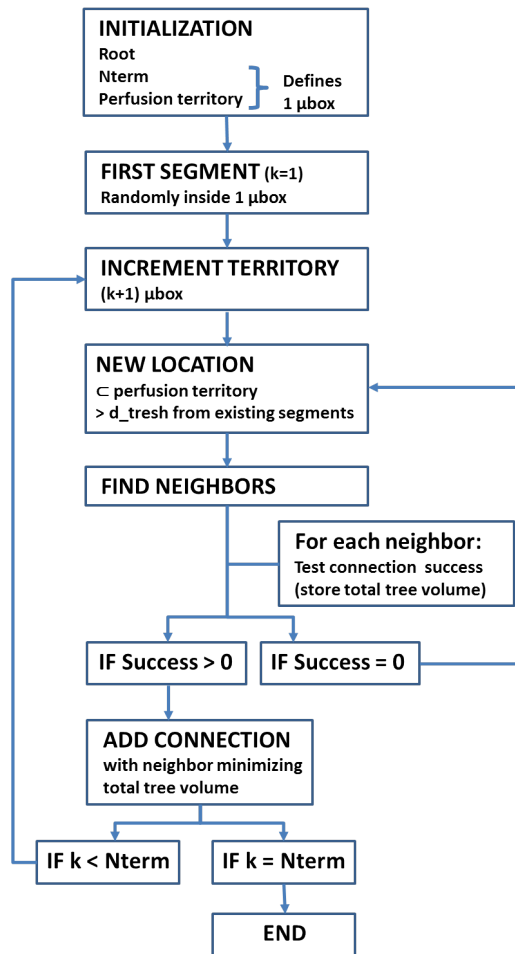 INITIALIZATION
Root
Nterm
Perfusion territory
Defines
1 µbox
FIRST SEGMENT (k=1)
Randomly inside 1 µbox
INCREMENT TERRITORY
(k+1) µbox
NEW LOCATION
⊂ perfusion territory
> d_tresh from existing segments
FIND NEIGHBORS
For each neighbor:
Test connection success
(store total tree volume)
IF Success > 0
IF Success = 0
ADD CONNECTION
with neighbor minimizing
total tree volume
IF k < Nterm
IF k = Nterm
END